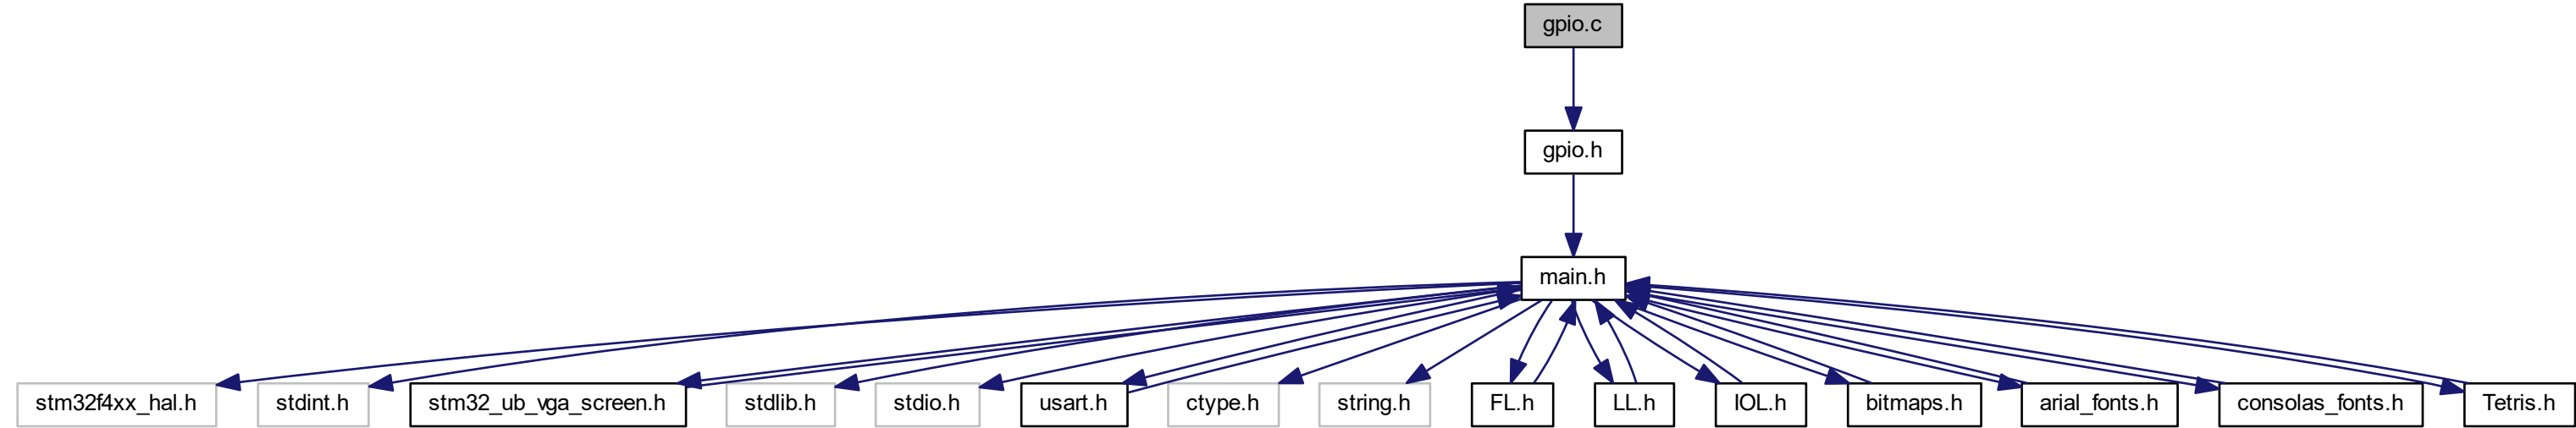 gpio.c
gpio.h
main.h
stm32f4xx_hal.h
stdint.h
stm32_ub_vga_screen.h
stdlib.h
stdio.h
usart.h
ctype.h
string.h
FL.h
LL.h
IOL.h
bitmaps.h
arial_fonts.h
consolas_fonts.h
Tetris.h